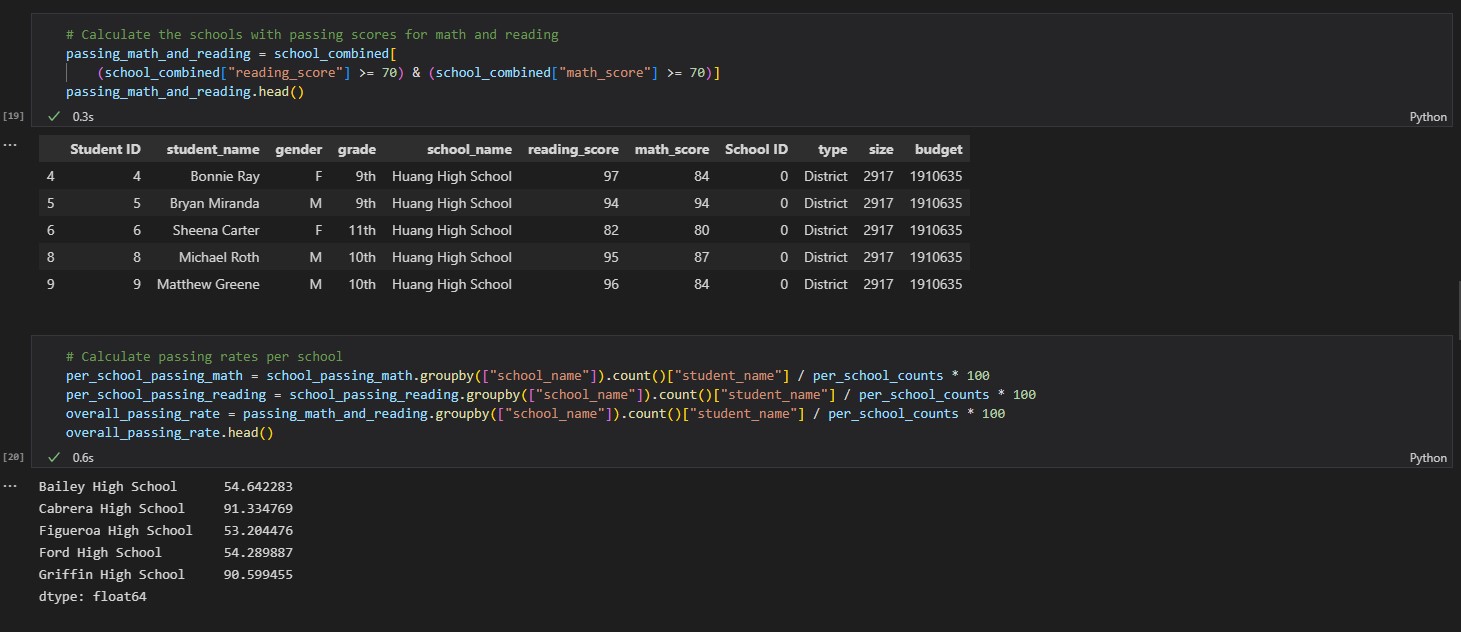 # Calculate the schools with passing scores for math and reading
passing_math_and_reading = school_combined[
    (school_combined["reading_score"] >= 70) & (school_combined["math_score"] >= 70)]
passing_math_and_reading.head()
[19] ✓ 0.3s Python
... Student ID student_name gender grade school_name reading_score math_score School ID type size budget
4 4 Bonnie Ray F 9th Huang High School 97 84 0 District 2917 1910635
5 5 Bryan Miranda M 9th Huang High School 94 94 0 District 2917 1910635
6 6 Sheena Carter F 11th Huang High School 82 80 0 District 2917 1910635
8 8 Michael Roth M 10th Huang High School 95 87 0 District 2917 1910635
9 9 Matthew Greene M 10th Huang High School 96 84 0 District 2917 1910635
# Calculate passing rates per school
per_school_passing_math = school_passing_math.groupby(["school_name"]).count()["student_name"] / per_school_counts * 100
per_school_passing_reading = school_passing_reading.groupby(["school_name"]).count()["student_name"] / per_school_counts * 100
overall_passing_rate = passing_math_and_reading.groupby(["school_name"]).count()["student_name"] / per_school_counts * 100
overall_passing_rate.head()
[20] ✓ 0.6s Python
... Bailey High School 54.642283
Cabrera High School 91.334769
Figueroa High School 53.204476
Ford High School 54.289887
Griffin High School 90.599455
dtype: float64